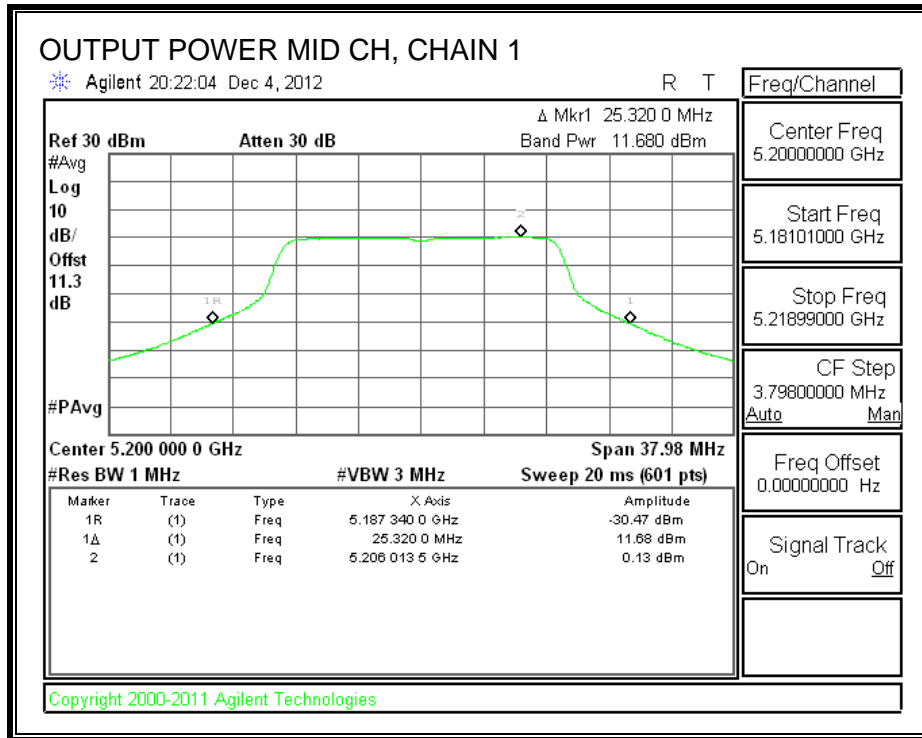 OUTPUT POWER MID CH, CHAIN 1
Agilent 20:22:04 Dec 4, 2012 R T
Freq/Channel
Δ Mkr1 25.320 0 MHz
Ref 30 dBm Atten 30 dB Band Pwr 11.680 dBm
#Avg
Log
10
dB/
Offst
11.3
dB
#PAvg
1R
2
1
Center 5.200 000 0 GHz Span 37.98 MHz
#Res BW 1 MHz #VBW 3 MHz Sweep 20 ms (601 pts)
Marker Trace Type X Axis Amplitude
1R (1) Freq 5.187 340 0 GHz -30.47 dBm
1Δ (1) Freq 25.320 0 MHz 11.68 dBm
2 (1) Freq 5.206 013 5 GHz 0.13 dBm
Center Freq
5.20000000 GHz
Start Freq
5.18101000 GHz
Stop Freq
5.21899000 GHz
CF Step
3.79800000 MHz
Auto Man
Freq Offset
0.00000000 Hz
Signal Track
On Off
Copyright 2000-2011 Agilent Technologies